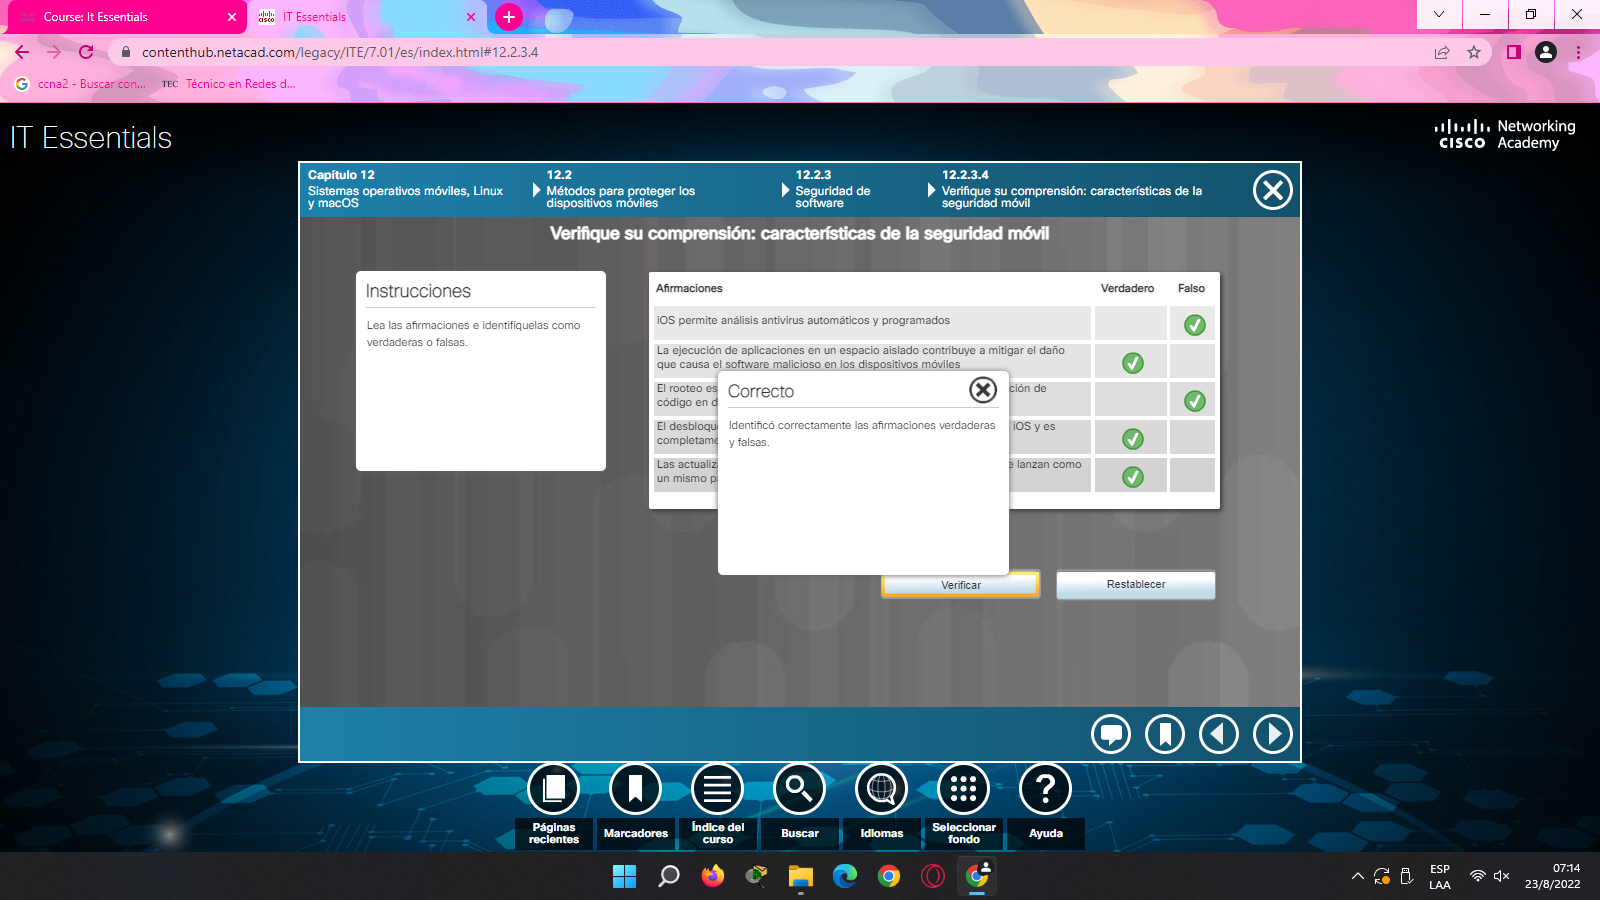 Course: It Essentials
IT Essentials
contenthub.netacad.com/legacy/ITE/7.01/es/index.html#12.2.3.4
ccna2 - Buscar con...
TEC Técnico en Redes d...
IT Essentials
CISCO Networking Academy
Capítulo 12
Sistemas operativos móviles, Linux
y macOS
12.2
Métodos para proteger los
dispositivos móviles
12.2.3
Seguridad de
software
12.2.3.4
Verifique su comprensión: características de la
seguridad móvil
Verifique su comprensión: características de la seguridad móvil
Instrucciones
Lea las afirmaciones e identifíquelas como
verdaderas o falsas.
Afirmaciones Verdadero Falso
iOS permite análisis antivirus automáticos y programados
La ejecución de aplicaciones en un espacio aislado contribuye a mitigar el daño
que causa el software malicioso en los dispositivos móviles
El rooteo es ción de
código en d
El desbloque iOS y es
completame
Las actualiza e lanzan como
un mismo pa
Correcto
Identificó correctamente las afirmaciones verdaderas
y falsas.
Verificar
Restablecer
Páginas
recientes
Marcadores
Índice del
curso
Buscar
Idiomas
Seleccionar
fondo
Ayuda
ESP
LAA
07:14
23/8/2022